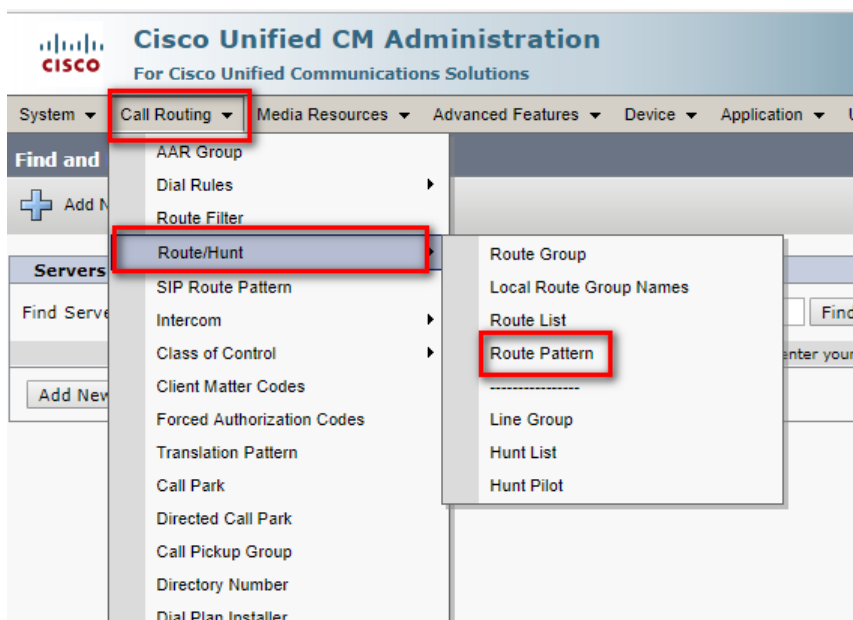 CISCO
Cisco Unified CM Administration
For Cisco Unified Communications Solutions
System Call Routing Media Resources Advanced Features Device Application
Find and
Add N
Servers
Find Serve
Find
enter your
Add New
AAR Group
Dial Rules
Route Filter
Route/Hunt
SIP Route Pattern
Intercom
Class of Control
Client Matter Codes
Forced Authorization Codes
Translation Pattern
Call Park
Directed Call Park
Call Pickup Group
Directory Number
Dial Plan Installer
Route Group
Local Route Group Names
Route List
Route Pattern
----------------
Line Group
Hunt List
Hunt Pilot